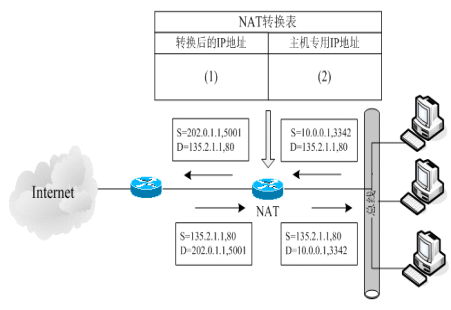 NAT转换表
转换后的IP地址
主机专用IP地址
(1)
(2)
S=202.0.1.1,5001
D=135.2.1.1,80
S=10.0.0.1,3342
D=135.2.1.1,80
Internet
NAT
总线
S=135.2.1.1,80
D=202.0.1.1,5001
S=135.2.1.1,80
D=10.0.0.1,3342